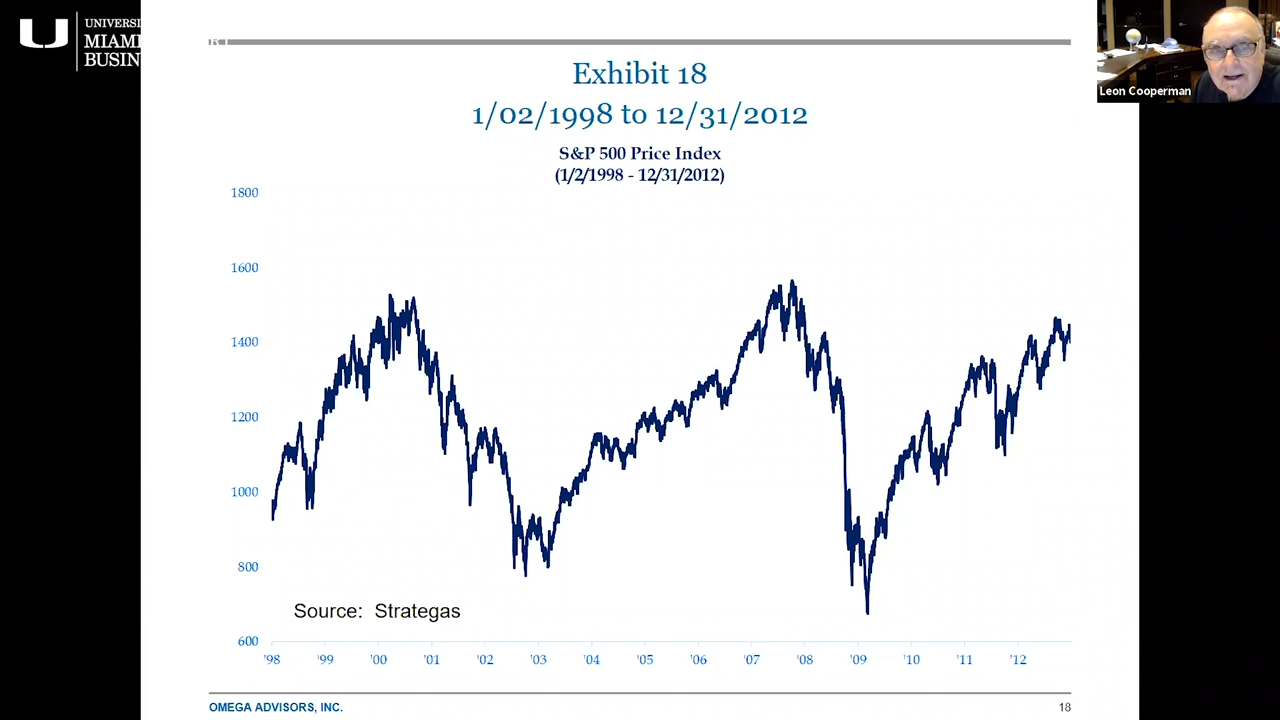 U
UNIVERSI
MIAMI
BUSIN
RT
Leon Cooperman
Exhibit 18
1/02/1998 to 12/31/2012
S&P 500 Price Index
(1/2/1998 - 12/31/2012)
1800
1600
1400
1200
1000
800
600
Source: Strategas
'98 '99 '00 '01 '02 '03 '04 '05 '06 '07 '08 '09 '10 '11 '12
OMEGA ADVISORS, INC. 18